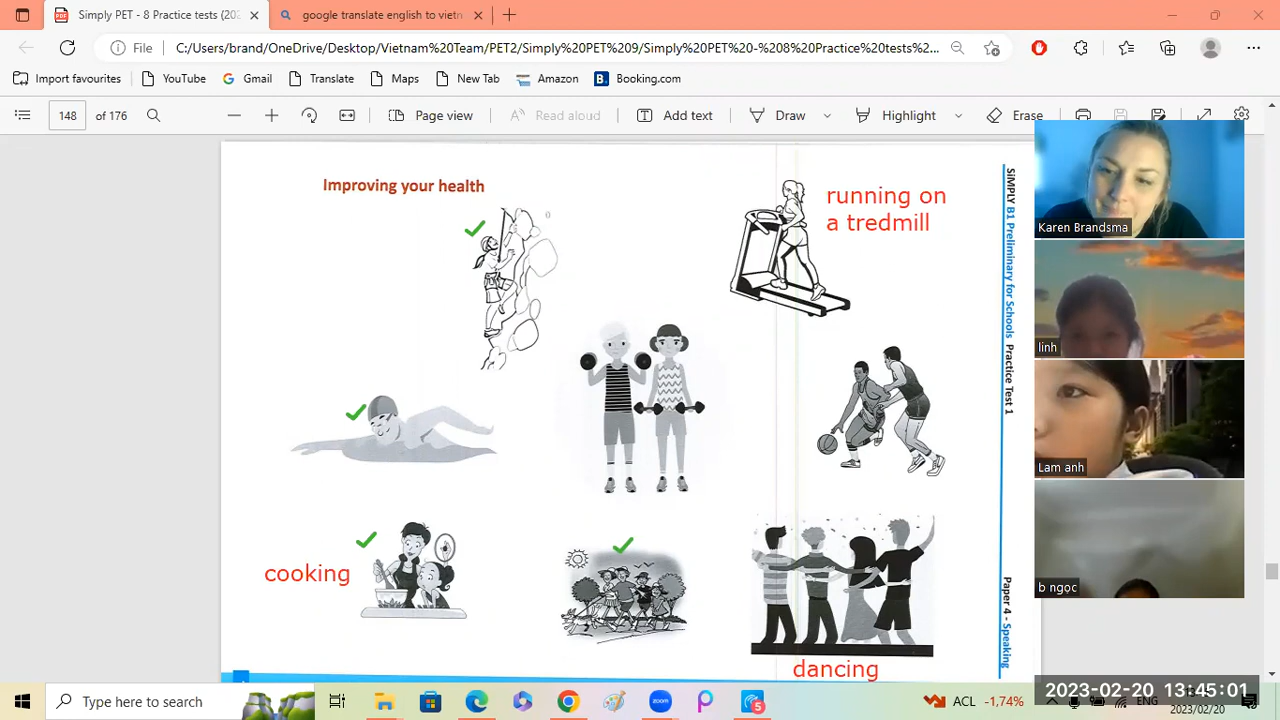 Simply PET - 8 Practice tests (202
google translate english to vietn
File
C:/Users/brand/OneDrive/Desktop/Vietnam%20Team/PET2/Simply%20PET%209/Simply%20PET%20-%208%20Practice%20tests%2...
Import favourites
YouTube
Gmail
Translate
Maps
New Tab
Amazon
B.
Booking.com
148
of 176
Page view
Read aloud
Add text
Draw
Highlight
Erase
Improving your health
running on
a tredmill
SIMPLY B1 Preliminary for Schools Practice Test 1
Karen Brandsma
linh
Lam anh
b ngọc
cooking
dancing
Paper 4 - Speaking
Type here to search
zoom
5
ACL -1,74%
ENG
2023-02-20 13:45:01
2023/02/20